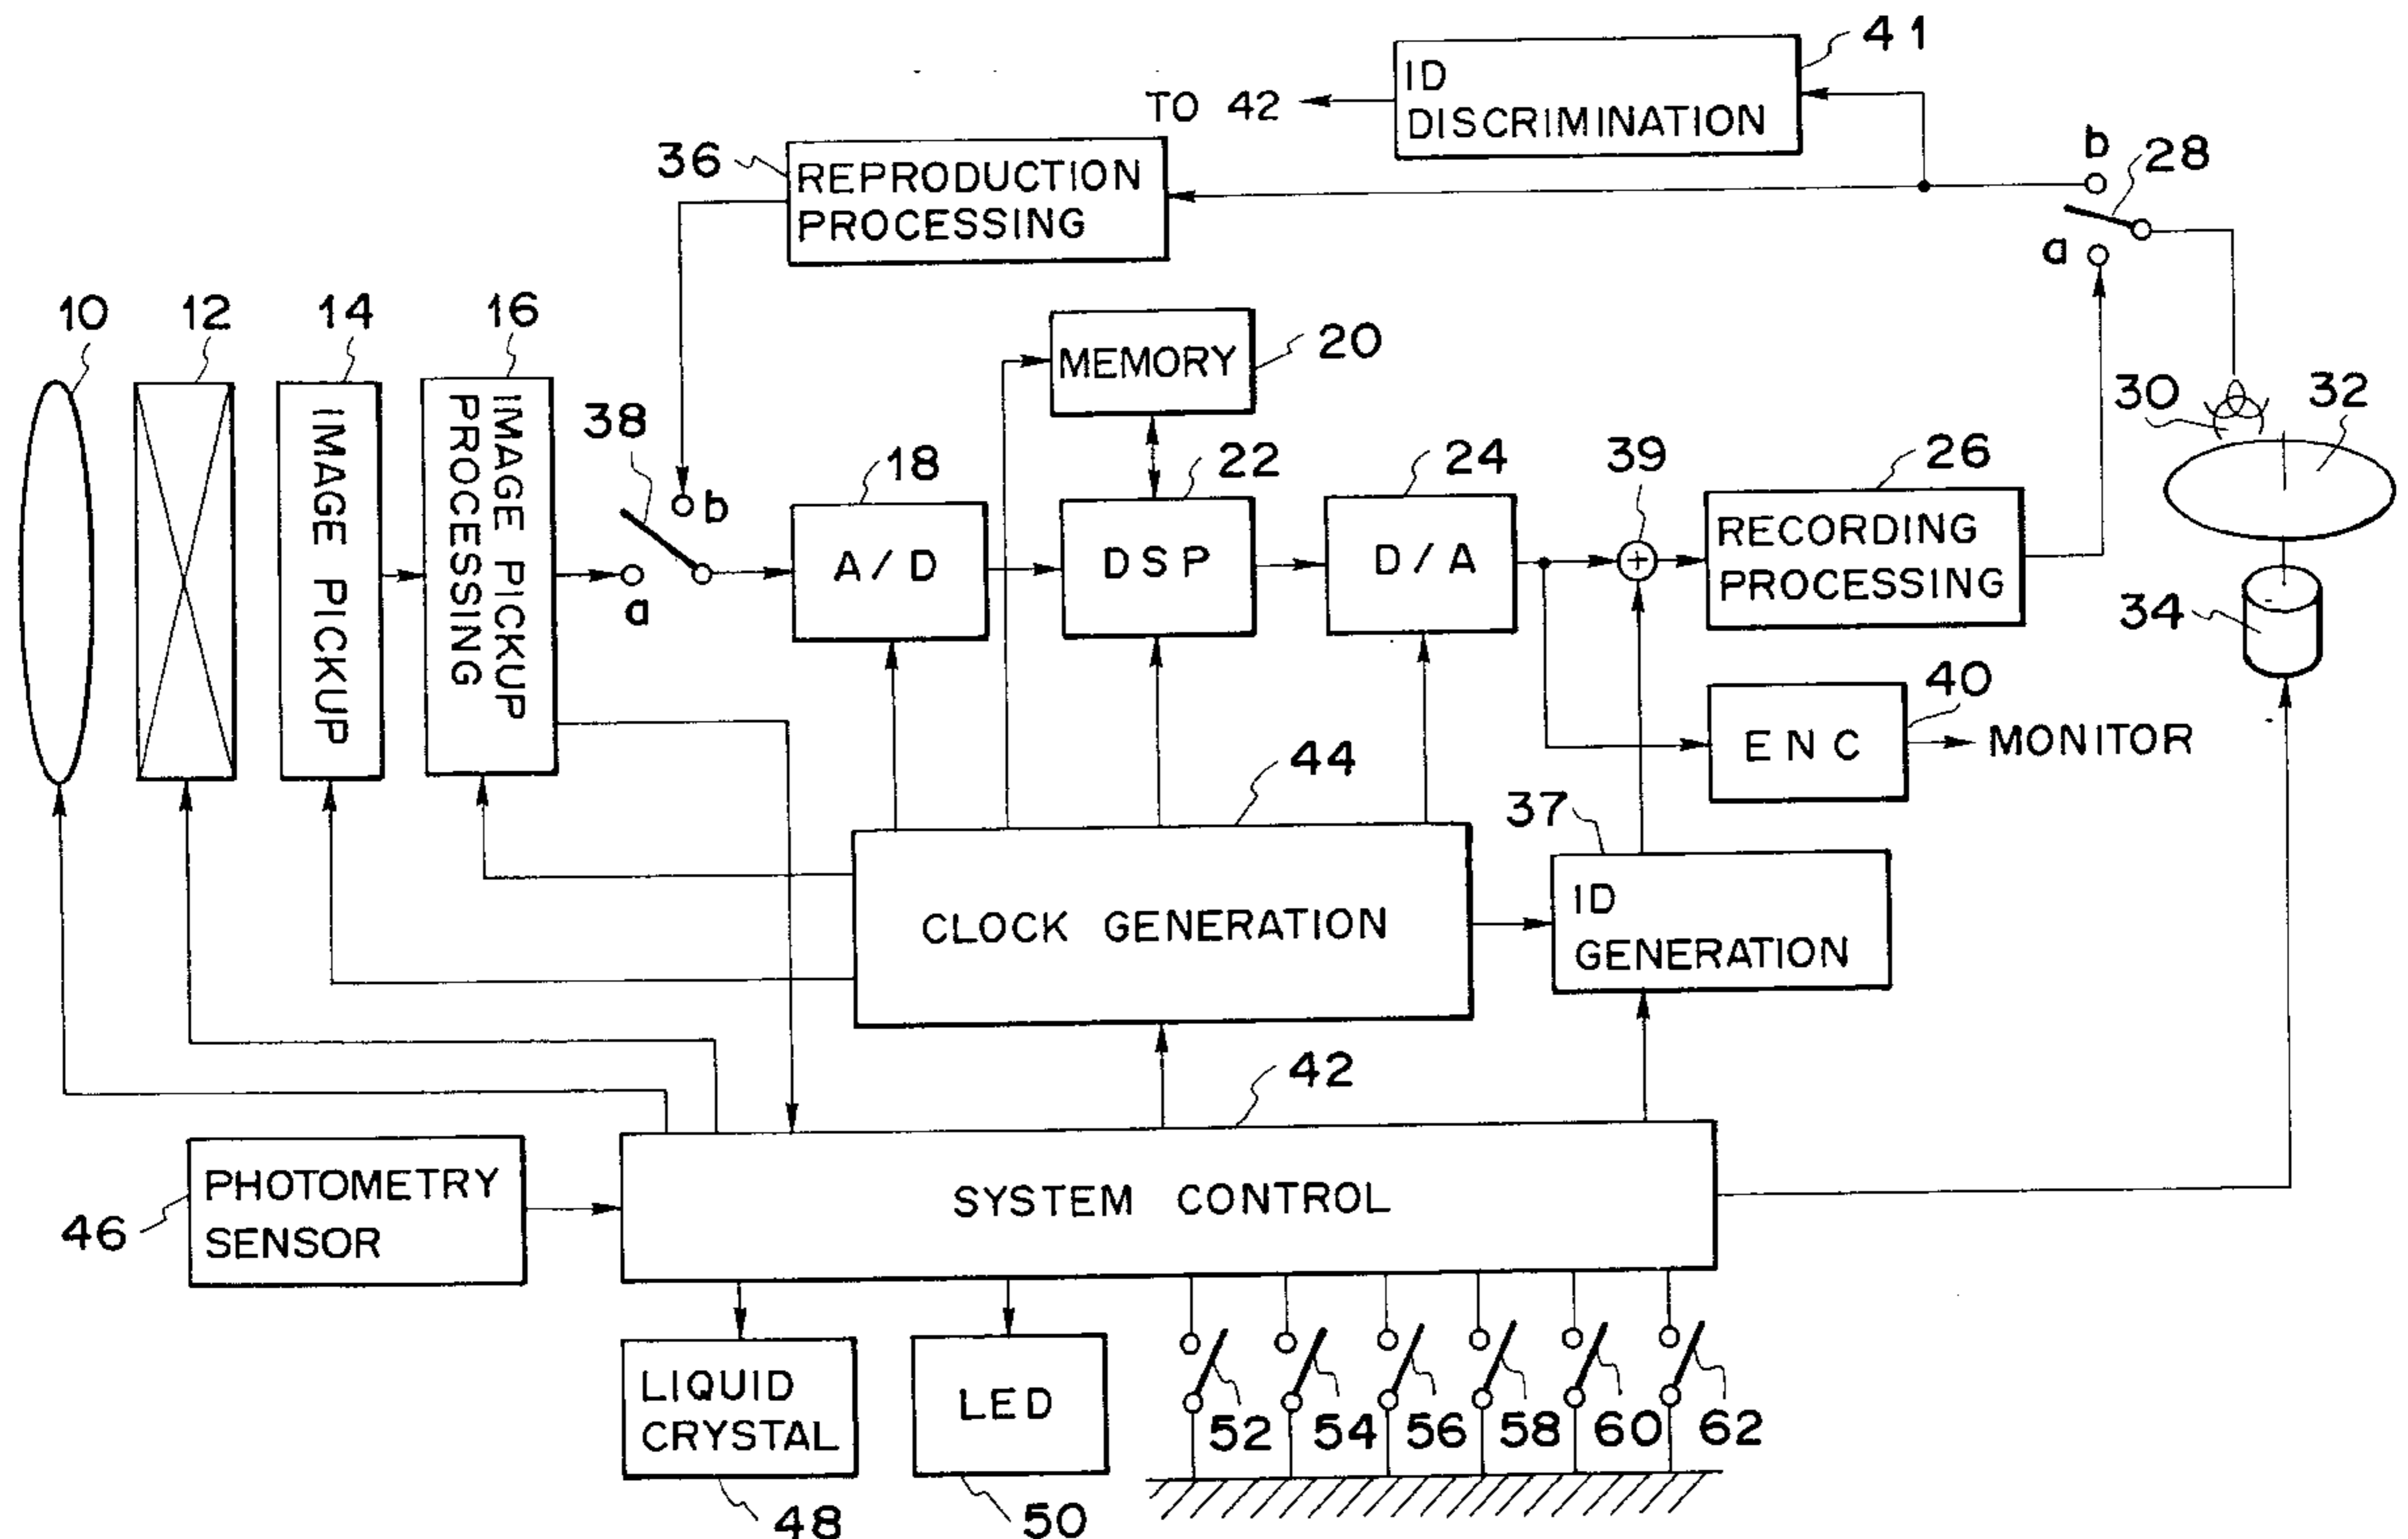 41
ID
DISCRIMINATION
TO 42
b
28
a
36
REPRODUCTION
PROCESSING
10
12
14
16
MEMORY
20
30
32
IMAGE PICKUP
IMAGE PICKUP
PROCESSING
38
b
a
18
A/D
22
DSP
24
D/A
39
+
26
RECORDING
PROCESSING
34
40
ENC
MONITOR
44
CLOCK GENERATION
37
ID
GENERATION
42
SYSTEM CONTROL
PHOTOMETRY
SENSOR
46
LIQUID
CRYSTAL
48
LED
50
52
54
56
58
60
62